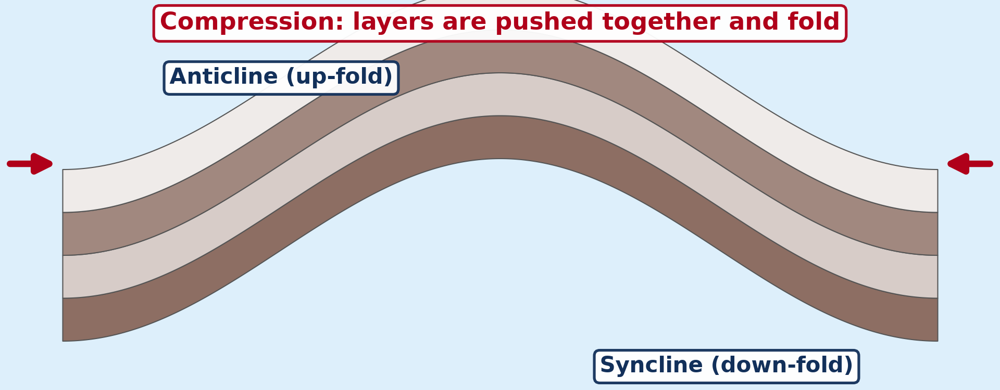 Compression: layers are pushed together and fold
Anticline (up-fold)
Syncline (down-fold)